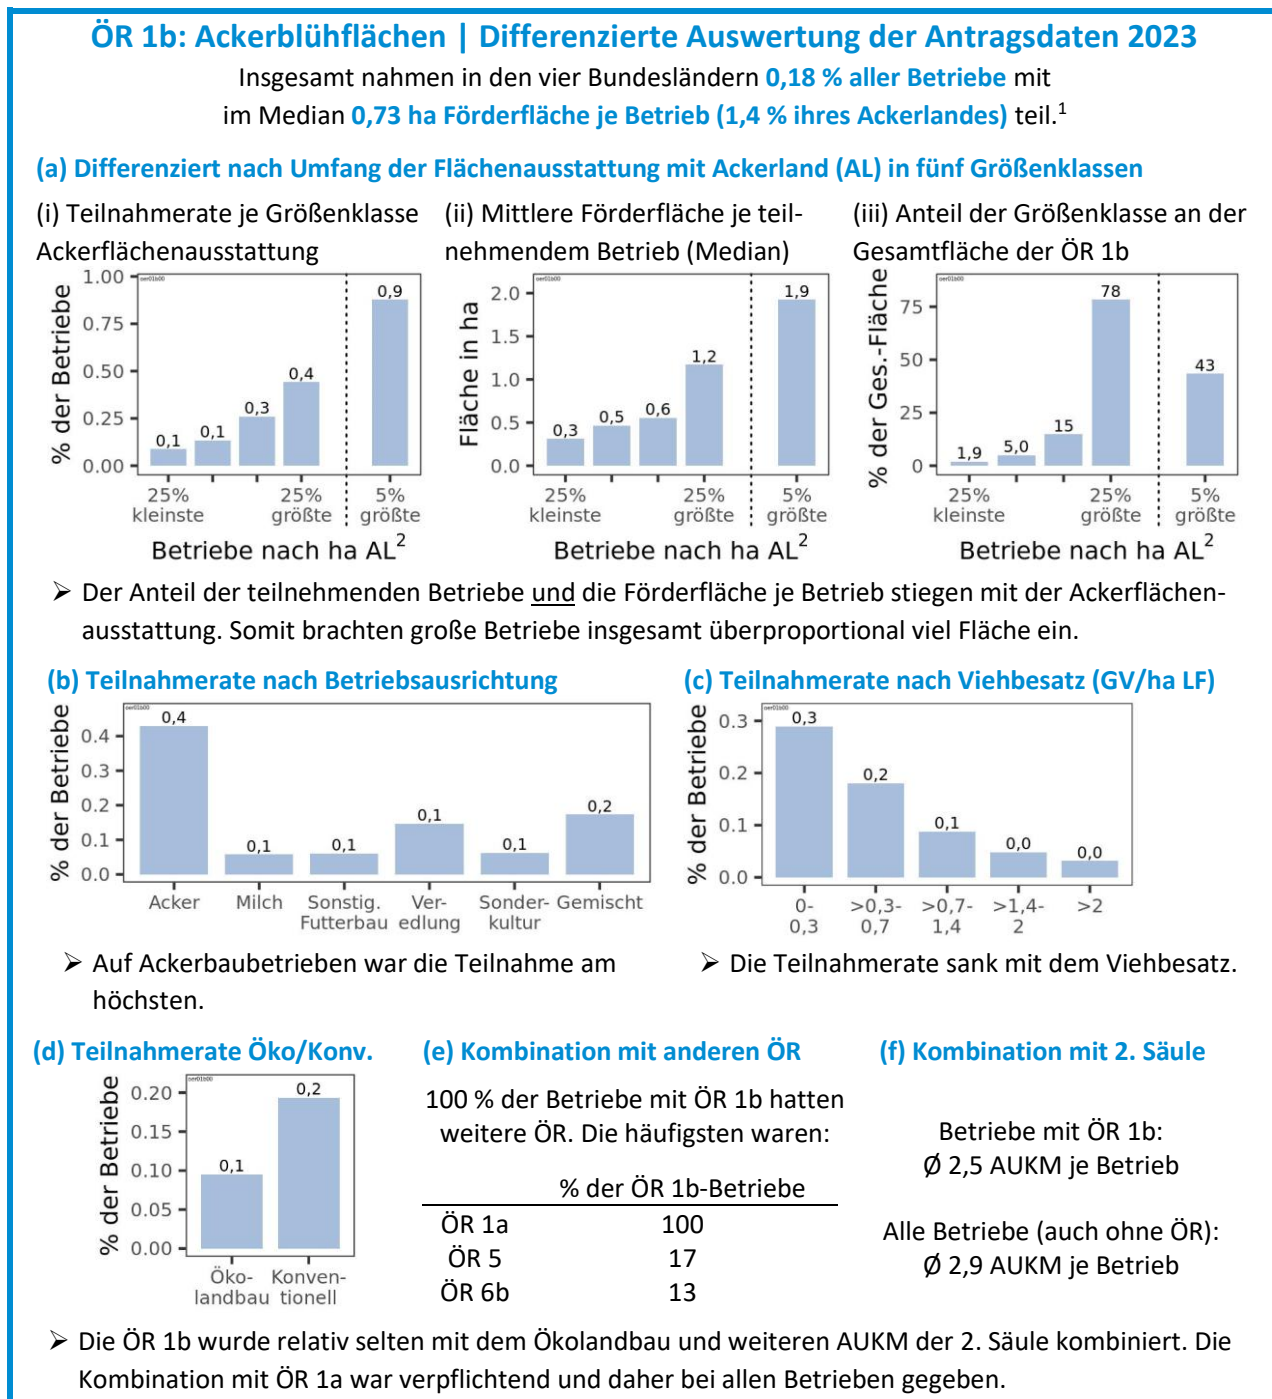 ÖR 1b: Ackerblühflächen | Differenzierte Auswertung der Antragsdaten 2023
Insgesamt nahmen in den vier Bundesländern 0,18 % aller Betriebe mit
im Median 0,73 ha Förderfläche je Betrieb (1,4 % ihres Ackerlandes) teil.¹
(a) Differenziert nach Umfang der Flächenausstattung mit Ackerland (AL) in fünf Größenklassen
(i) Teilnahmerate je Größenklasse
Ackerflächenausstattung
oer01b00
% der Betriebe
1.00
0.75
0.50
0.25
0.00
0,1
0,1
0,3
0,4
0,9
25%
kleinste
25%
größte
5%
größte
Betriebe nach ha AL²
(ii) Mittlere Förderfläche je teil-
nehmendem Betrieb (Median)
oer01b00
Fläche in ha
2.0
1.5
1.0
0.5
0.0
0,3
0,5
0,6
1,2
1,9
25%
kleinste
25%
größte
5%
größte
Betriebe nach ha AL²
(iii) Anteil der Größenklasse an der
Gesamtfläche der ÖR 1b
oer01b00
% der Ges.-Fläche
75
50
25
0
1,9
5,0
15
78
43
25%
kleinste
25%
größte
5%
größte
Betriebe nach ha AL²
➢ Der Anteil der teilnehmenden Betriebe und die Förderfläche je Betrieb stiegen mit der Ackerflächen-
ausstattung. Somit brachten große Betriebe insgesamt überproportional viel Fläche ein.
(b) Teilnahmerate nach Betriebsausrichtung
oer01b00
% der Betriebe
0.4
0.3
0.2
0.1
0.0
0,4
0,1
0,1
0,1
0,1
0,2
Acker
Milch
Sonstig.
Futterbau
Ver-
edlung
Sonder-
kultur
Gemischt
➢ Auf Ackerbaubetrieben war die Teilnahme am
höchsten.
(c) Teilnahmerate nach Viehbesatz (GV/ha LF)
oer01b00
% der Betriebe
0.3
0.2
0.1
0.0
0,3
0,2
0,1
0,0
0,0
0-
0,3
>0,3-
0,7
>0,7-
1,4
>1,4-
2
>2
➢ Die Teilnahmerate sank mit dem Viehbesatz.
(d) Teilnahmerate Öko/Konv.
oer01b00
% der Betriebe
0.20
0.15
0.10
0.05
0.00
0,1
0,2
Öko-
landbau
Konven-
tionell
(e) Kombination mit anderen ÖR
100 % der Betriebe mit ÖR 1b hatten
weitere ÖR. Die häufigsten waren:
% der ÖR 1b-Betriebe
ÖR 1a 100
ÖR 5 17
ÖR 6b 13
(f) Kombination mit 2. Säule
Betriebe mit ÖR 1b:
Ø 2,5 AUKM je Betrieb
Alle Betriebe (auch ohne ÖR):
Ø 2,9 AUKM je Betrieb
➢ Die ÖR 1b wurde relativ selten mit dem Ökolandbau und weiteren AUKM der 2. Säule kombiniert. Die
Kombination mit ÖR 1a war verpflichtend und daher bei allen Betrieben gegeben.